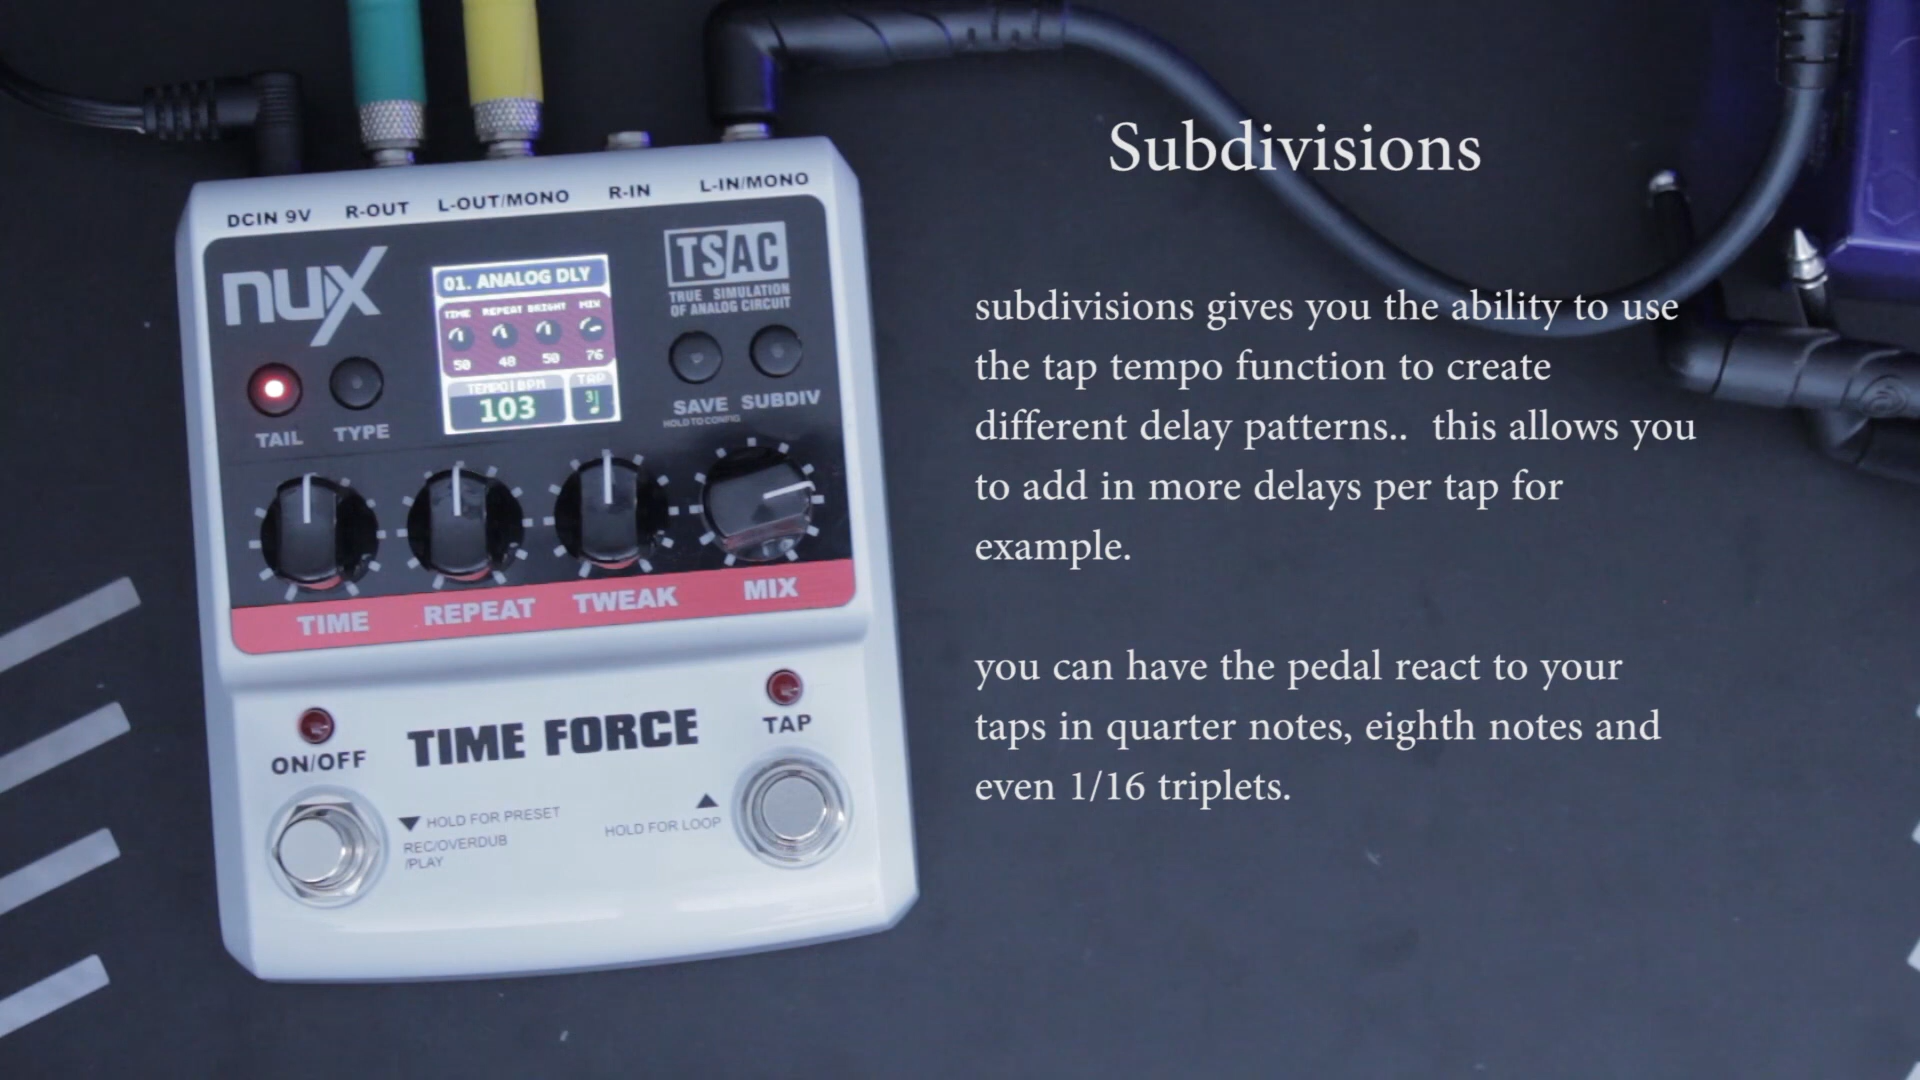 Subdivisions
subdivisions gives you the ability to use
the tap tempo function to create
different delay patterns..  this allows you
to add in more delays per tap for
example.
you can have the pedal react to your
taps in quarter notes, eighth notes and
even 1/16 triplets.
DCIN 9V R-OUT L-OUT/MONO R-IN L-IN/MONO
nux
01. ANALOG DLY
TIME REPEAT BRIGHT MIX
50 48 50 76
TEMPO|BPM TAP
103 3
TSAC
TRUE SIMULATION
OF ANALOG CIRCUIT
TAIL TYPE
SAVE SUBDIV
HOLD TO CONFIG
TIME REPEAT TWEAK MIX
ON/OFF TIME FORCE TAP
HOLD FOR PRESET
REC/OVERDUB
/PLAY
HOLD FOR LOOP